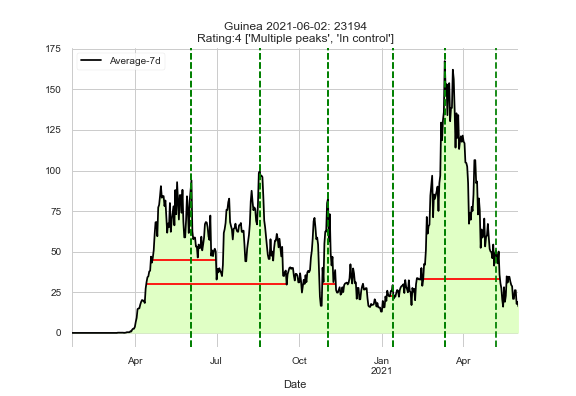 Guinea 2021-06-02: 23194
Rating:4 ['Multiple peaks', 'In control']
Average-7d
175
150
125
100
75
50
25
0
Apr
Jul
Oct
Jan
2021
Apr
Date